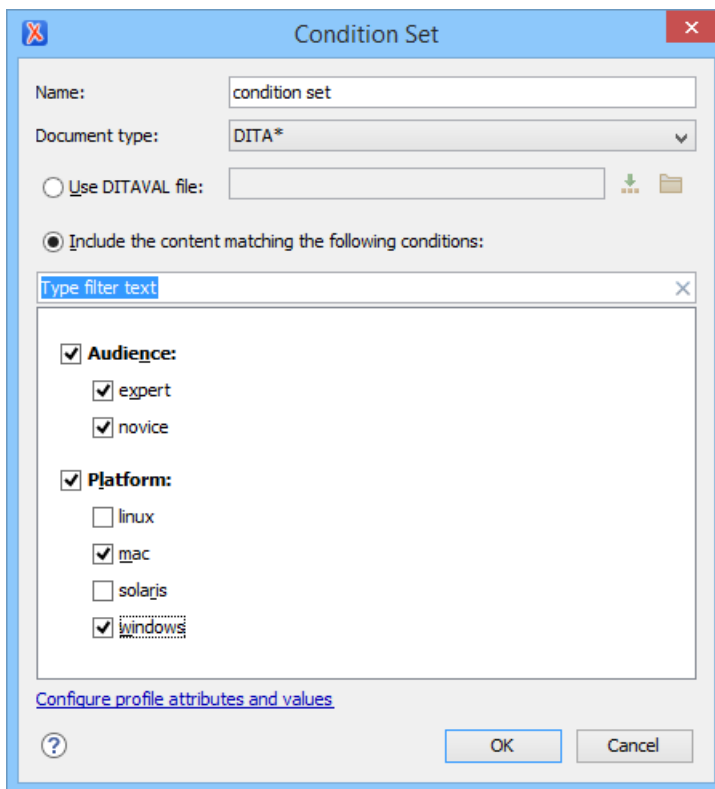 Condition Set
Name: condition set
Document type: DITA*
Use DITAVAL file:
Include the content matching the following conditions:
Type filter text
Audience:
expert
novice
Platform:
linux
mac
solaris
windows
Configure profile attributes and values
? OK Cancel